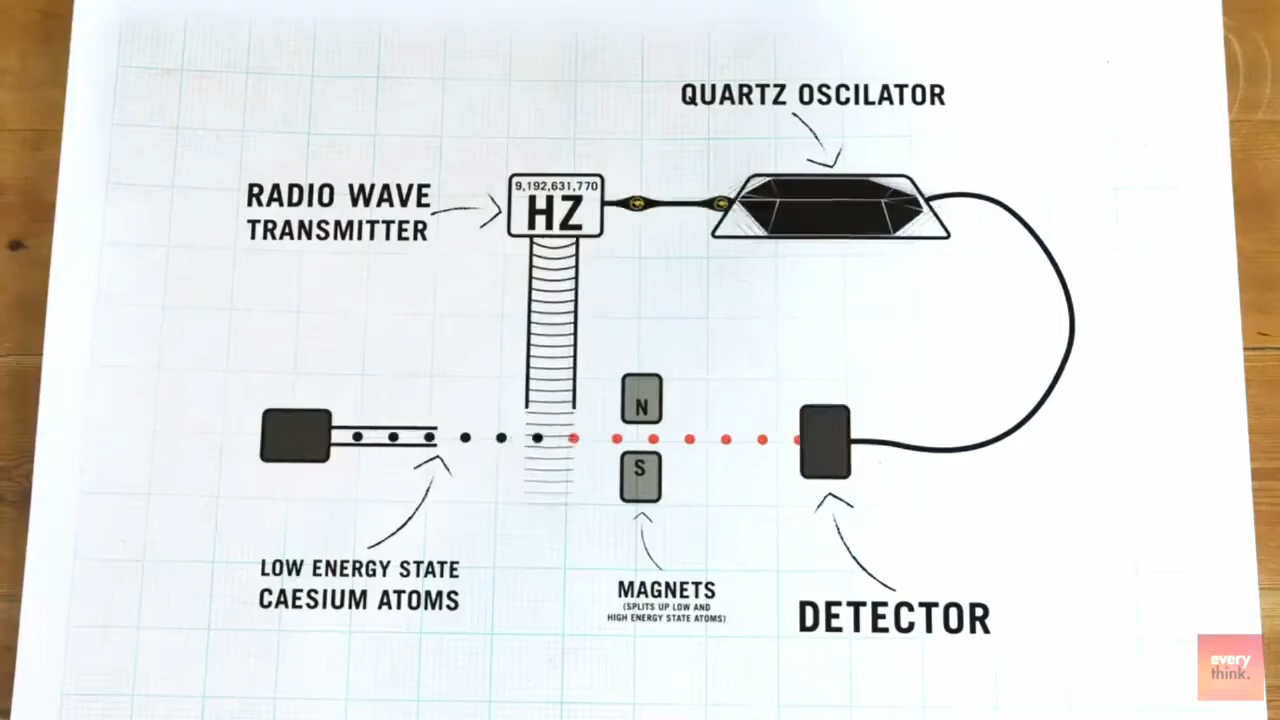 QUARTZ OSCILATOR
RADIO WAVE
TRANSMITTER
9,192,631,770
HZ
N
S
LOW ENERGY STATE
CAESIUM ATOMS
MAGNETS
(SPLITS UP LOW AND
HIGH ENERGY STATE ATOMS)
DETECTOR
every
think.